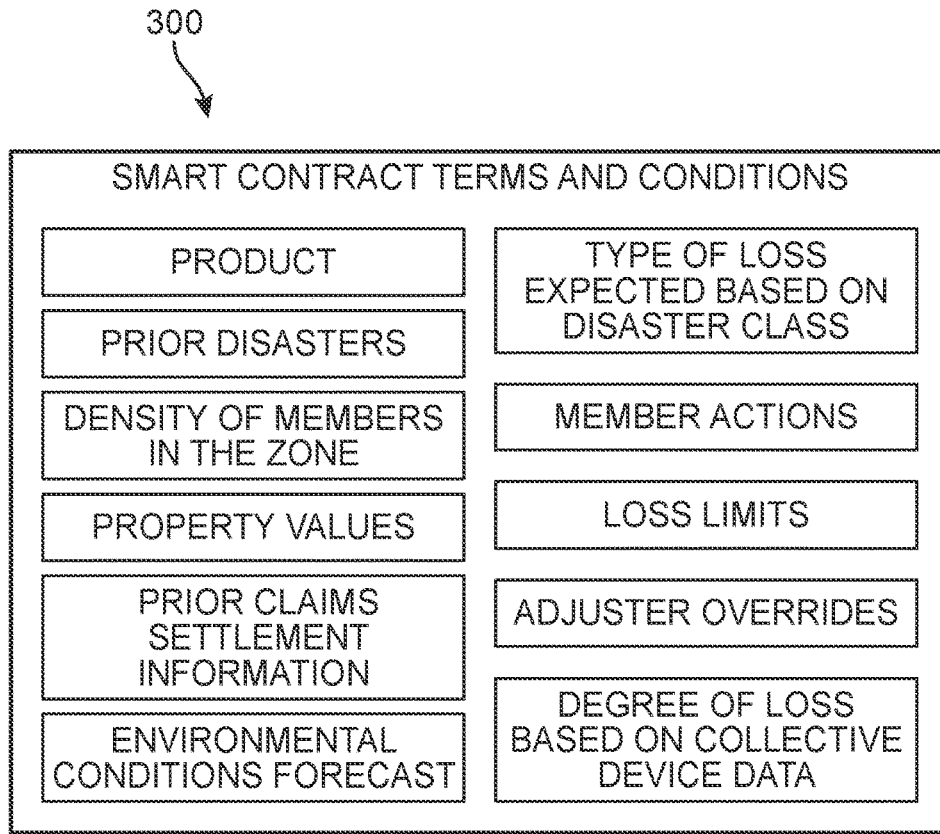 300
SMART CONTRACT TERMS AND CONDITIONS
PRODUCT
PRIOR DISASTERS
DENSITY OF MEMBERS
IN THE ZONE
PROPERTY VALUES
PRIOR CLAIMS
SETTLEMENT
INFORMATION
ENVIRONMENTAL
CONDITIONS FORECAST
TYPE OF LOSS
EXPECTED BASED ON
DISASTER CLASS
MEMBER ACTIONS
LOSS LIMITS
ADJUSTER OVERRIDES
DEGREE OF LOSS
BASED ON COLLECTIVE
DEVICE DATA